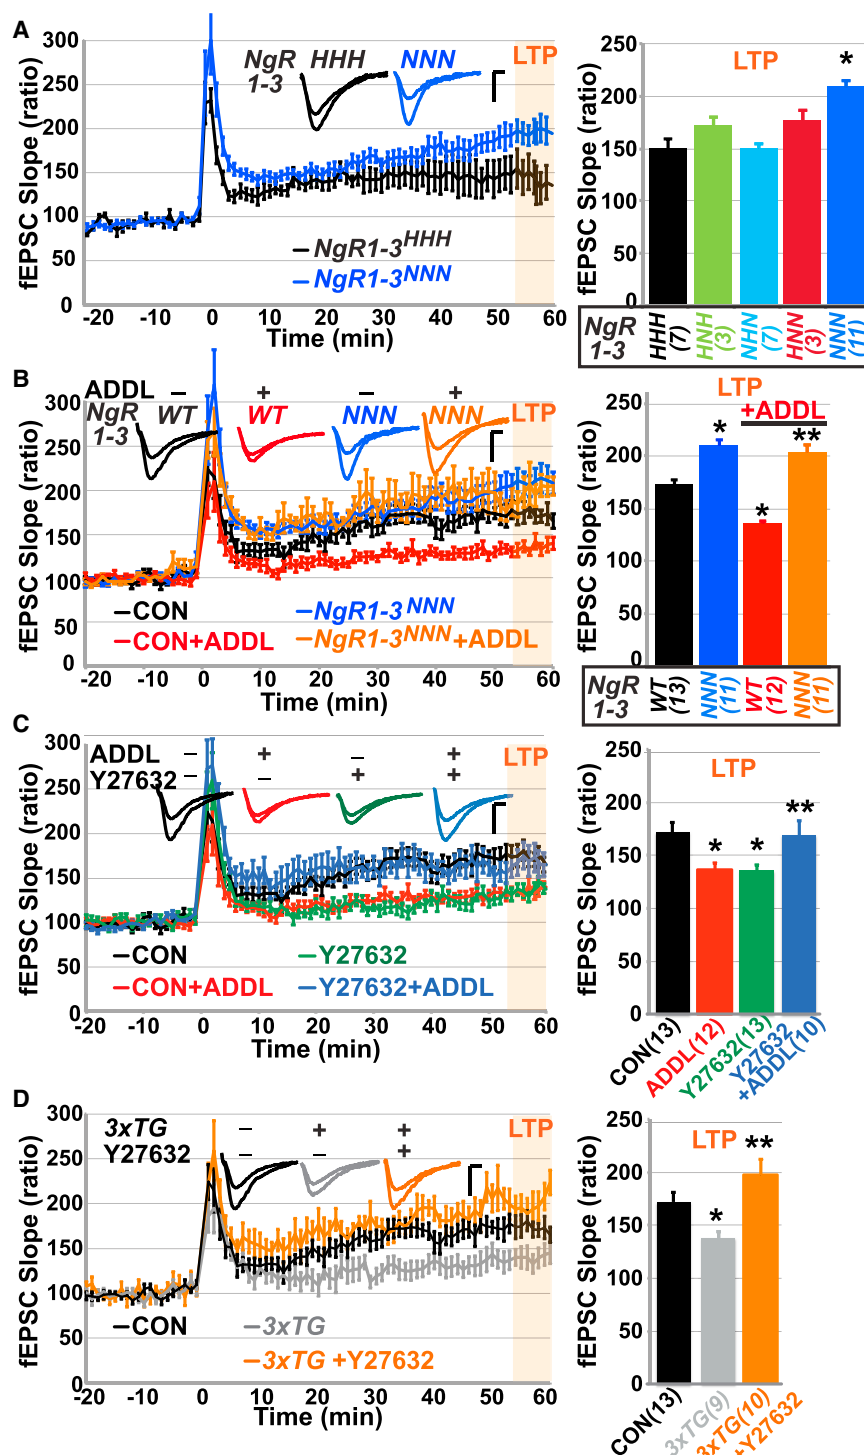 A
fEPSC Slope (ratio)
300
250
200
150
100
50
0
-20 -10 0 10 20 30 40 50 60
Time (min)
NgR HHH NNN LTP
1-3
NgR1-3HHH
NgR1-3NNN
fEPSC Slope (ratio)
250
200
150
100
50
0
LTP
*
NgR
1-3
HHH (7)
HNH (3)
NHN (7)
HNN (3)
NNN (11)
B
fEPSC Slope (ratio)
300
250
200
150
100
50
0
-20 -10 0 10 20 30 40 50 60
Time (min)
ADDL – + – +
NgR WT WT NNN NNN LTP
1-3
CON
CON+ADDL
NgR1-3NNN
NgR1-3NNN+ADDL
fEPSC Slope (ratio)
250
200
150
100
50
0
LTP
+ADDL
* * **
NgR
1-3
WT (13)
NNN (11)
WT (12)
NNN (11)
C
fEPSC Slope (ratio)
300
250
200
150
100
50
0
-20 -10 0 10 20 30 40 50 60
Time (min)
ADDL – + – + LTP
Y27632 – – + +
CON
CON+ADDL
Y27632
Y27632+ADDL
fEPSC Slope (ratio)
250
200
150
100
50
0
LTP
* * **
CON(13)
ADDL(12)
Y27632(13)
Y27632
+ADDL(10)
D
fEPSC Slope (ratio)
300
250
200
150
100
50
0
-20 -10 0 10 20 30 40 50 60
Time (min)
3xTG – + + LTP
Y27632 – – +
CON
3xTG
3xTG +Y27632
fEPSC Slope (ratio)
250
200
150
100
50
0
LTP
* **
CON(13)
3xTG(9)
3xTG(10)
+Y27632